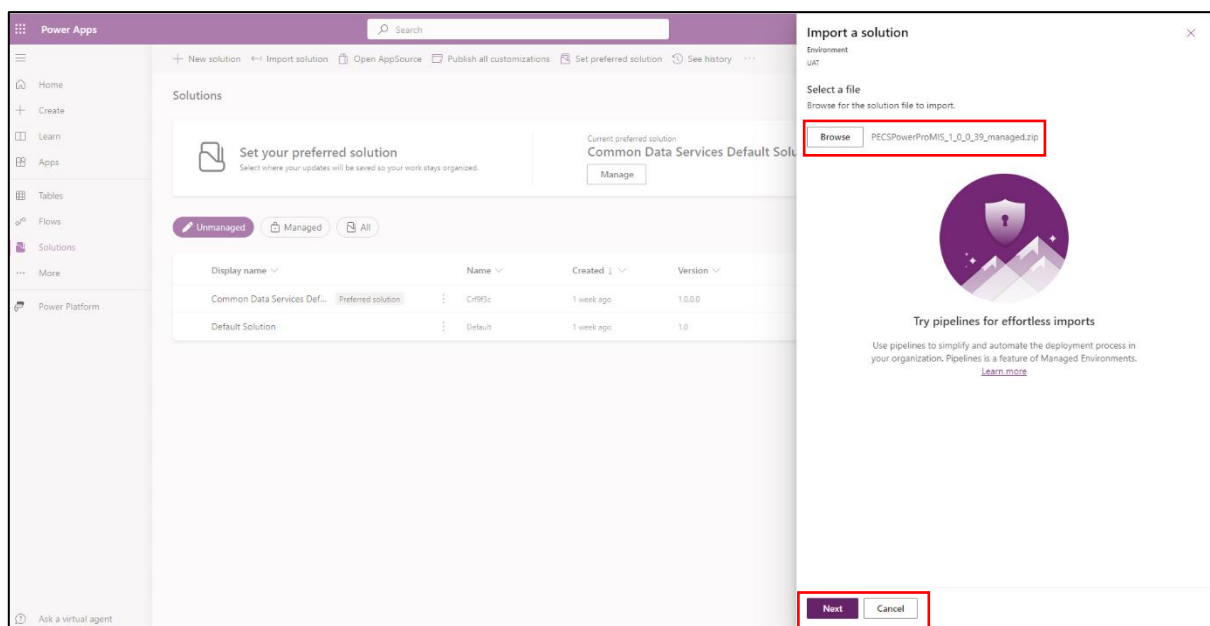 Power Apps
Search
New solution Import solution Open AppSource Publish all customizations Set preferred solution See history ...
Home
Create
Learn
Apps
Tables
Flows
Solutions
More
Power Platform
Ask a virtual agent
Solutions
Set your preferred solution
Select where your updates will be saved so your work stays organized.
Current preferred solution
Common Data Services Default Solu
Manage
Unmanaged Managed All
Display name Name Created ↓ Version
Common Data Services Def... Preferred solution 1 week ago 1.0.0.0
Default Solution Default 1 week ago 1.0
Import a solution
Environment
UAT
Select a file
Browse for the solution file to import.
Browse PECSPowerProMIS_1_0_0_39_managed.zip
Try pipelines for effortless imports
Use pipelines to simplify and automate the deployment process in
your organization. Pipelines is a feature of Managed Environments.
Learn more
Next Cancel